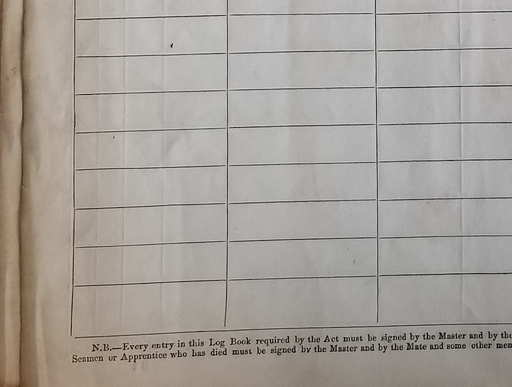 N.B.—Every entry in this Log Book required by the Act must be signed by the Master and by the
Seamen or Apprentice who has died must be signed by the Master and by the Mate and some other mem